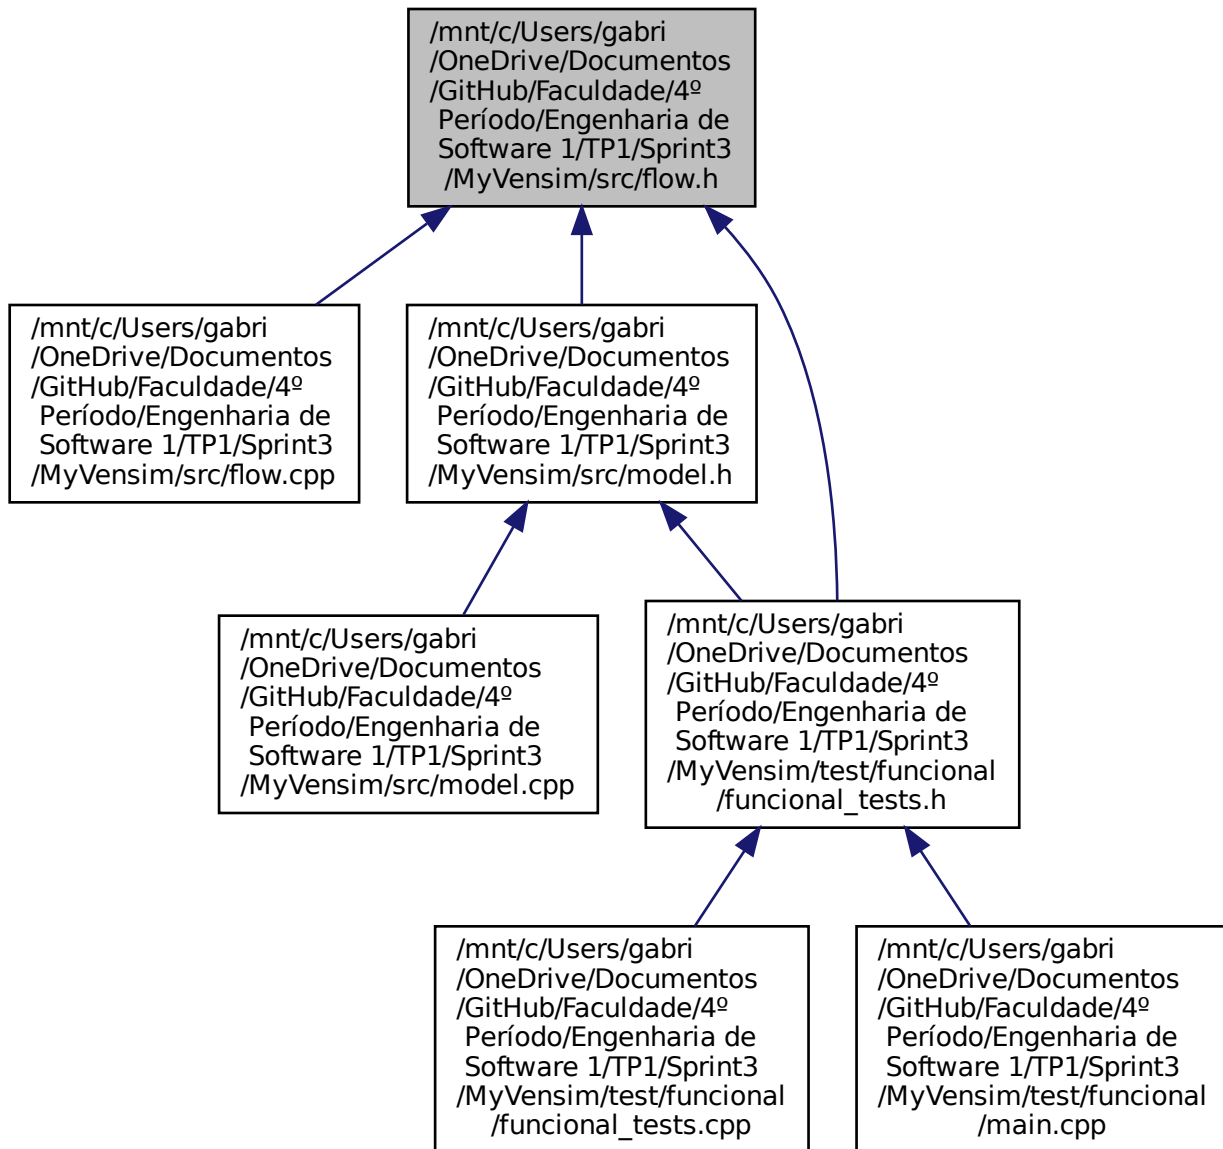 /mnt/c/Users/gabri
/OneDrive/Documentos
/GitHub/Faculdade/4º
Período/Engenharia de
Software 1/TP1/Sprint3
/MyVensim/src/flow.h
/mnt/c/Users/gabri
/OneDrive/Documentos
/GitHub/Faculdade/4º
Período/Engenharia de
Software 1/TP1/Sprint3
/MyVensim/src/flow.cpp
/mnt/c/Users/gabri
/OneDrive/Documentos
/GitHub/Faculdade/4º
Período/Engenharia de
Software 1/TP1/Sprint3
/MyVensim/src/model.h
/mnt/c/Users/gabri
/OneDrive/Documentos
/GitHub/Faculdade/4º
Período/Engenharia de
Software 1/TP1/Sprint3
/MyVensim/src/model.cpp
/mnt/c/Users/gabri
/OneDrive/Documentos
/GitHub/Faculdade/4º
Período/Engenharia de
Software 1/TP1/Sprint3
/MyVensim/test/funcional
/funcional_tests.h
/mnt/c/Users/gabri
/OneDrive/Documentos
/GitHub/Faculdade/4º
Período/Engenharia de
Software 1/TP1/Sprint3
/MyVensim/test/funcional
/funcional_tests.cpp
/mnt/c/Users/gabri
/OneDrive/Documentos
/GitHub/Faculdade/4º
Período/Engenharia de
Software 1/TP1/Sprint3
/MyVensim/test/funcional
/main.cpp